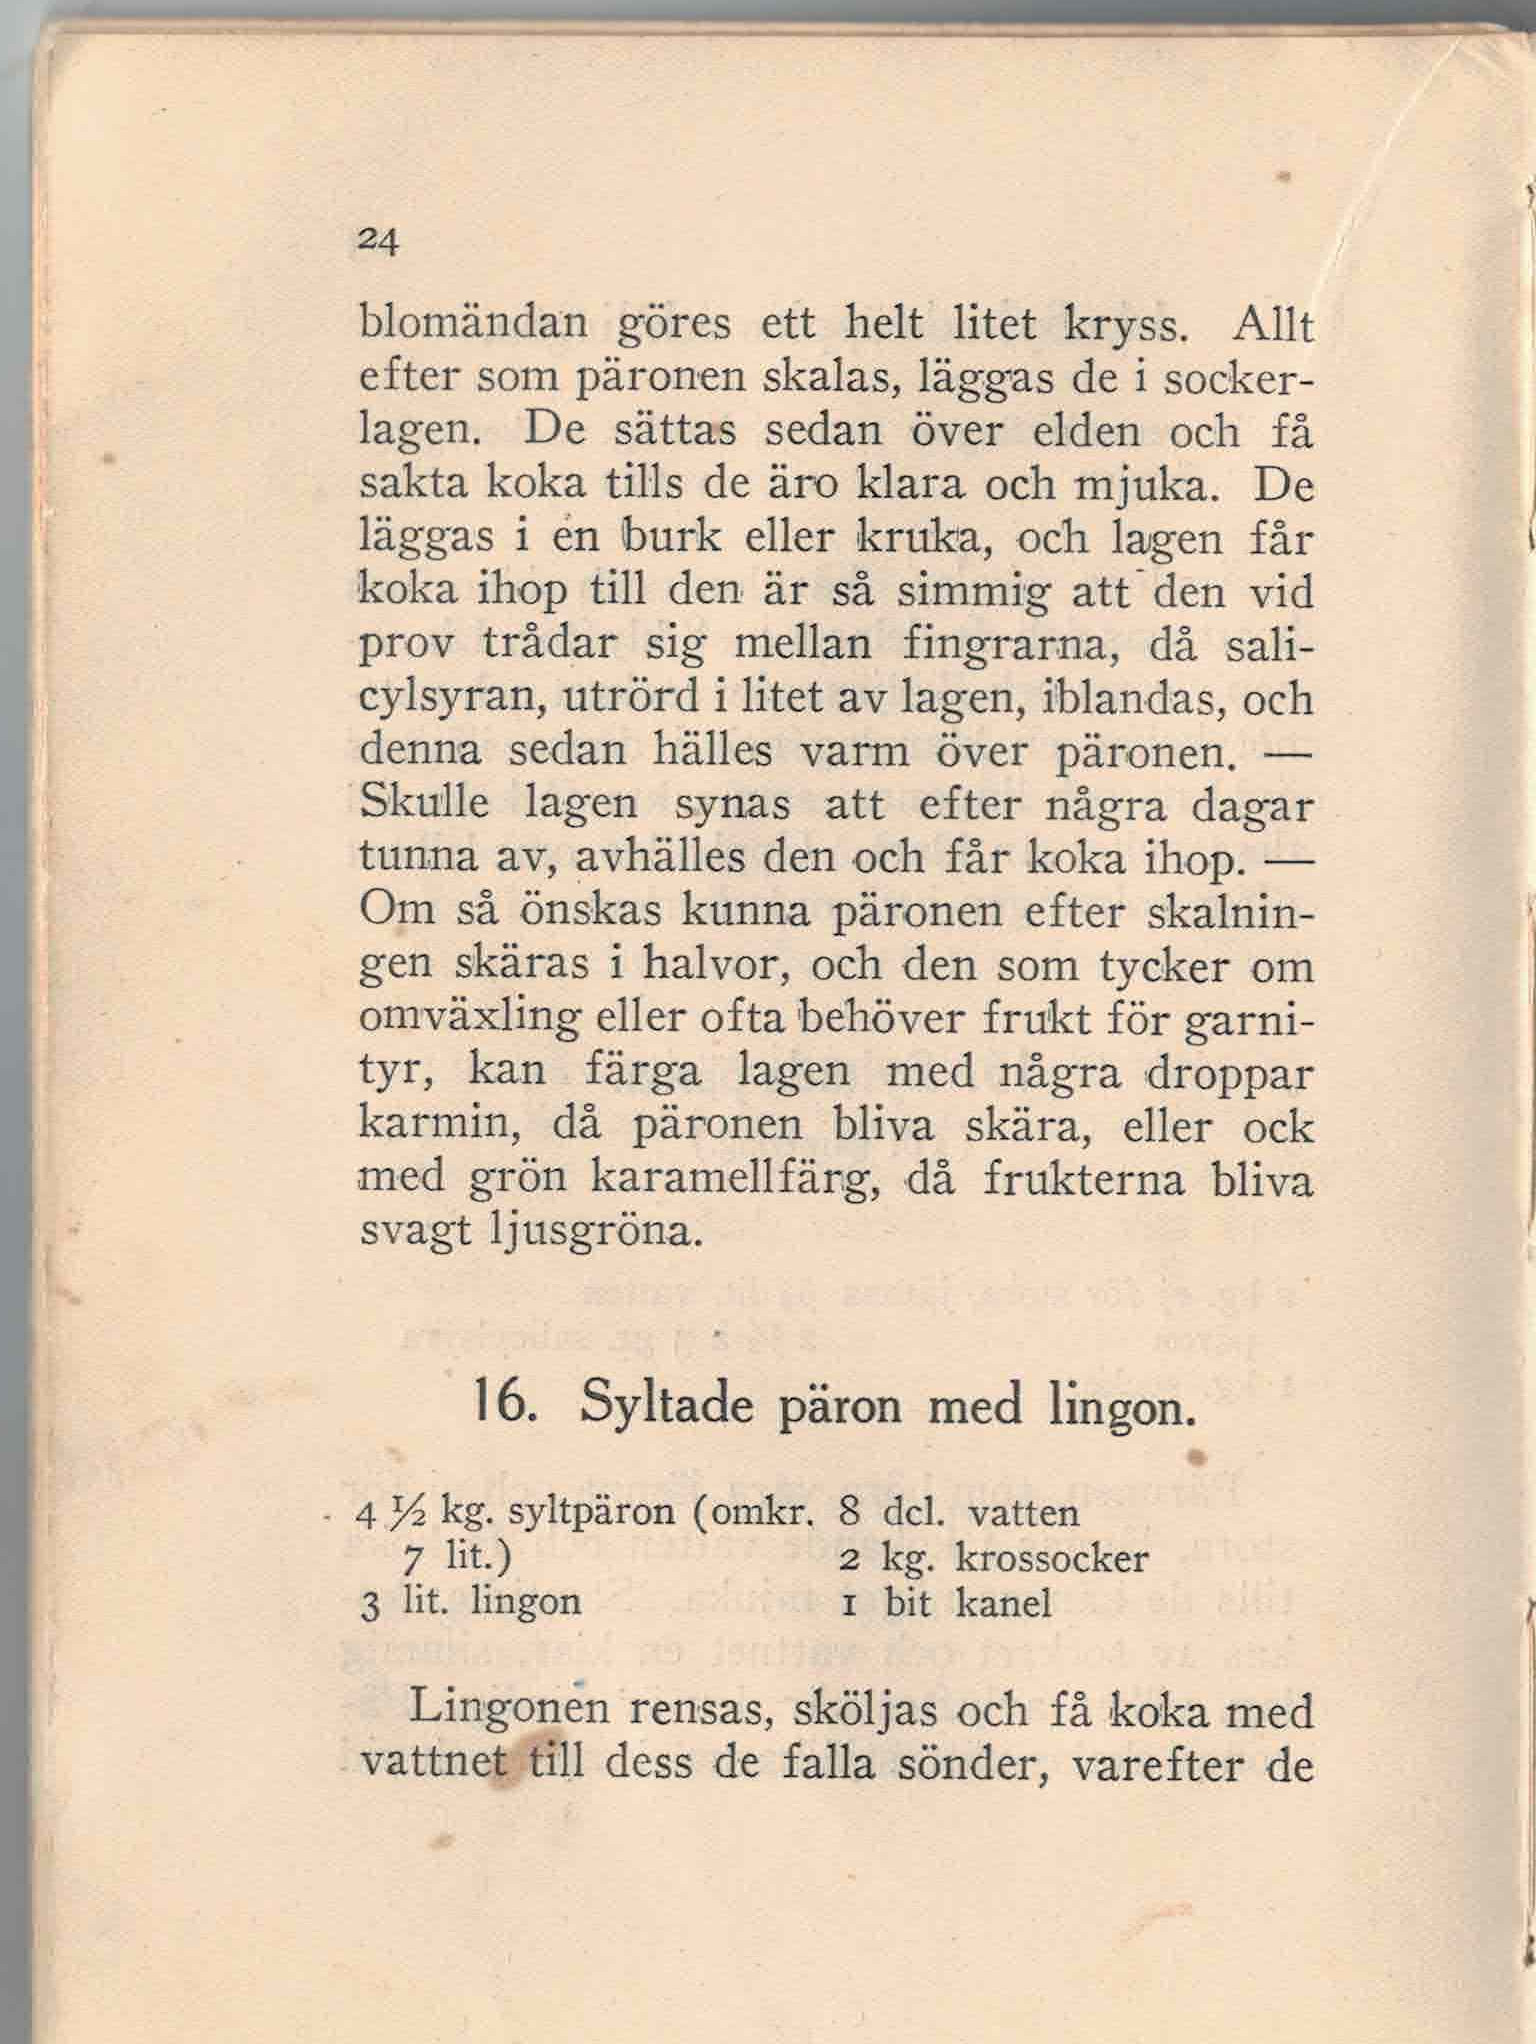 24
blomändan göres ett helt litet kryss. Allt
efter som päronen skalas, läggas de i socker-
lagen. De sättas sedan över elden och få
sakta koka tills de äro klara och mjuka. De
läggas i en burk eller kruka, och lagen får
koka ihop till den är så simmig att den vid
prov trådar sig mellan fingrarna, då sali-
cylsyran, utrörd i litet av lagen, iblandas, och
denna sedan hälles varm över päronen. —
Skulle lagen synas att efter några dagar
tunna av, avhälles den och får koka ihop. —
Om så önskas kunna päronen efter skalnin-
gen skäras i halvor, och den som tycker om
omväxling eller ofta behöver frukt för garni-
tyr, kan färga lagen med några droppar
karmin, då päronen bliva skära, eller ock
med grön karamellfärg, då frukterna bliva
svagt ljusgröna.
16. Syltade päron med lingon.
4 ½ kg. syltpäron (omkr.
7 lit.)
3 lit. lingon
8 dcl. vatten
2 kg. krossocker
1 bit kanel
Lingonen rensas, sköljas och få koka med
vattnet till dess de falla sönder, varefter de